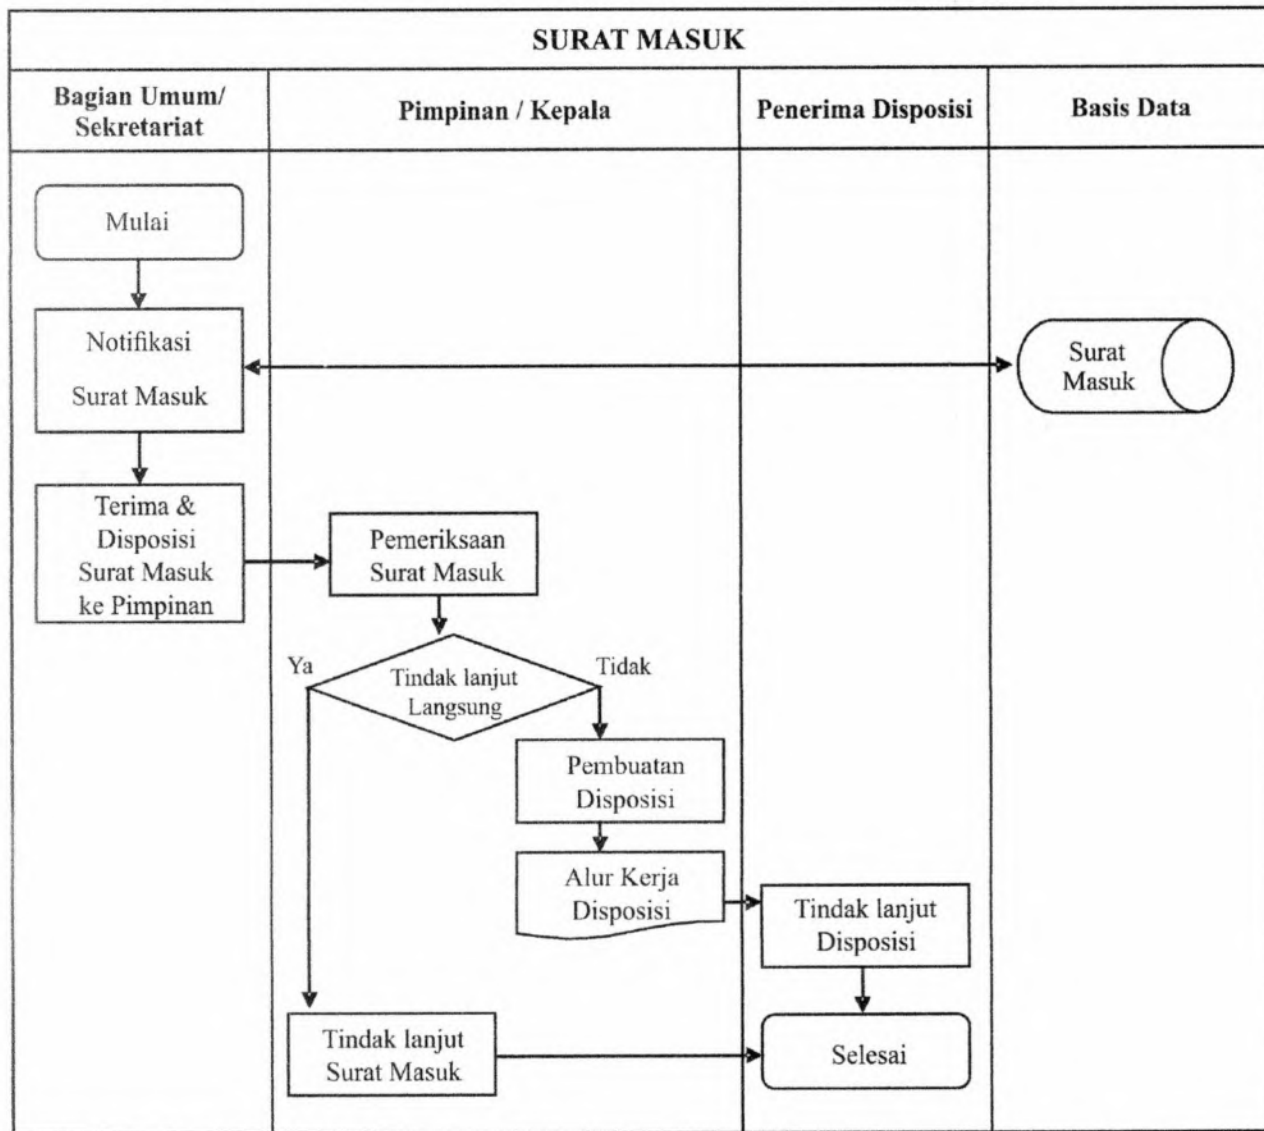 SURAT MASUK
Bagian Umum/
Sekretariat
Pimpinan / Kepala
Penerima Disposisi
Basis Data
Mulai
Notifikasi
Surat Masuk
Surat
Masuk
Terima &
Disposisi
Surat Masuk
ke Pimpinan
Pemeriksaan
Surat Masuk
Ya
Tindak lanjut
Langsung
Tidak
Pembuatan
Disposisi
Alur Kerja
Disposisi
Tindak lanjut
Disposisi
Tindak lanjut
Surat Masuk
Selesai